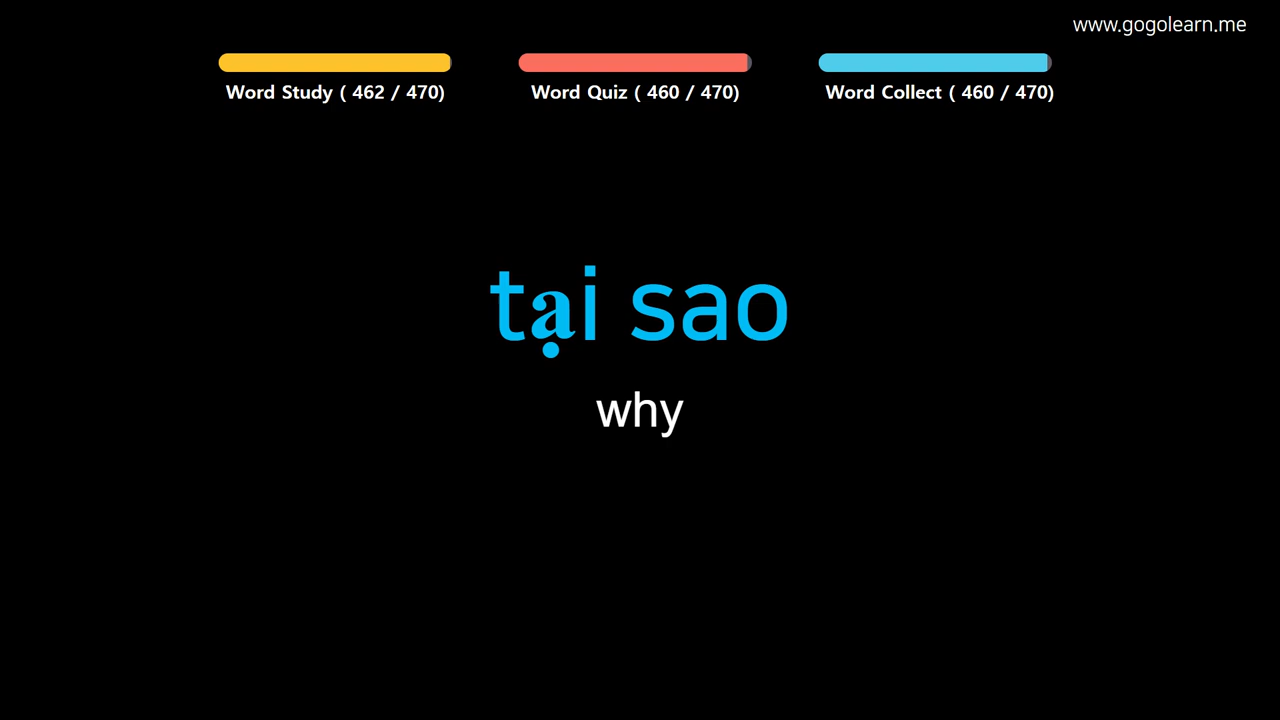 www.gogolearn.me
Word Study ( 462 / 470)
Word Quiz ( 460 / 470)
Word Collect ( 460 / 470)
tại sao
why